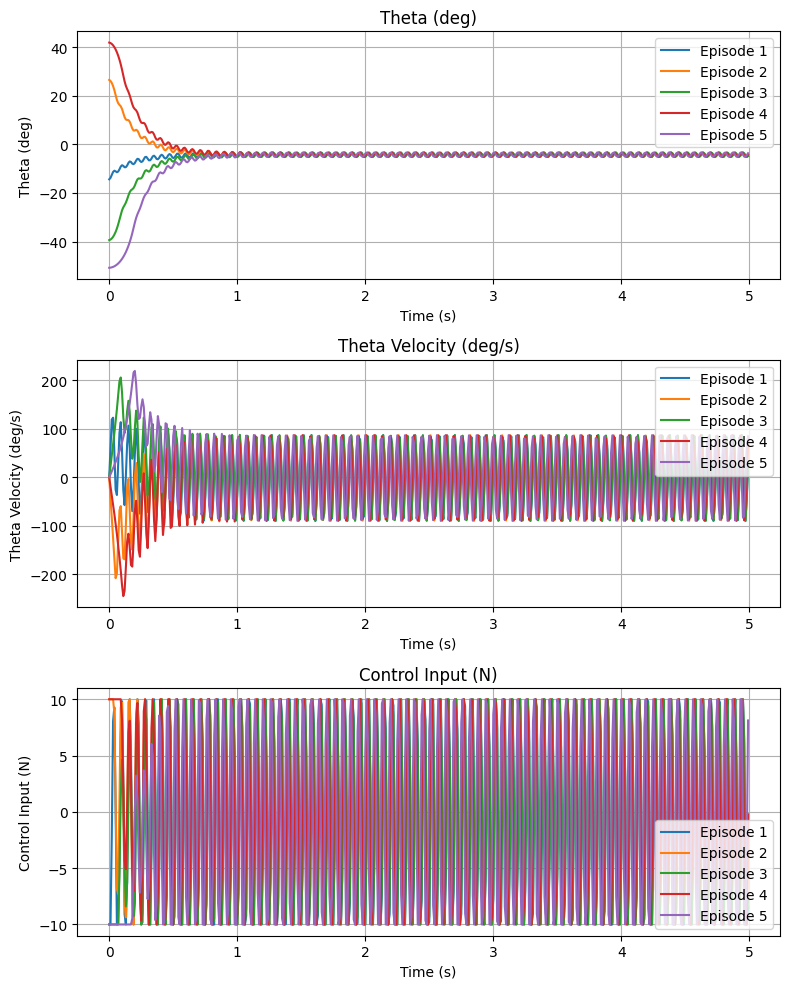 Theta (deg)
Theta (deg)
40
20
0
−20
−40
Episode 1
Episode 2
Episode 3
Episode 4
Episode 5
0 1 2 3 4 5
Time (s)
Theta Velocity (deg/s)
Theta Velocity (deg/s)
200
100
0
−100
−200
Episode 1
Episode 2
Episode 3
Episode 4
Episode 5
0 1 2 3 4 5
Time (s)
Control Input (N)
Control Input (N)
10
5
0
−5
−10
Episode 1
Episode 2
Episode 3
Episode 4
Episode 5
0 1 2 3 4 5
Time (s)